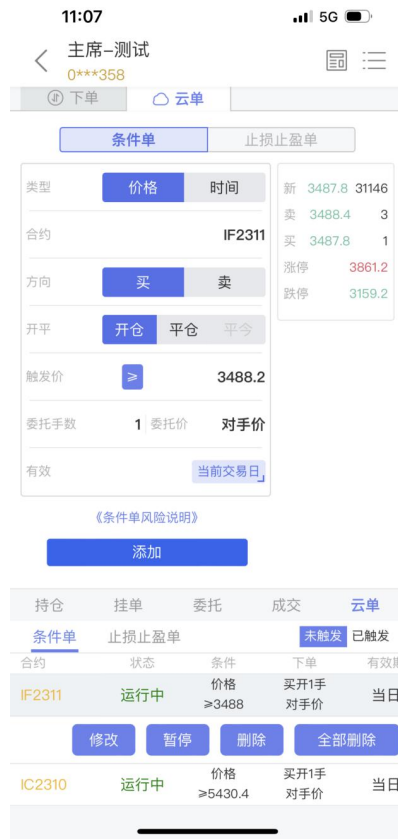 11:07 5G
主席-测试
0***358
下单 云单
条件单 止损止盈单
类型 价格 时间
新 3487.8 31146
卖 3488.4 3
合约 IF2311
买 3487.8 1
涨停 3861.2
方向 买 卖
跌停 3159.2
开平 开仓 平仓 平今
触发价 ≥ 3488.2
委托手数 1 委托价 对手价
有效 当前交易日
《条件单风险说明》
添加
持仓 挂单 委托 成交 云单
条件单 止损止盈单 未触发 已触发
合约 状态 条件 下单 有效期
IF2311 运行中 价格 买开1手 当日
≥3488 对手价
修改 暂停 删除 全部删除
IC2310 运行中 价格 买开1手 当日
≥5430.4 对手价